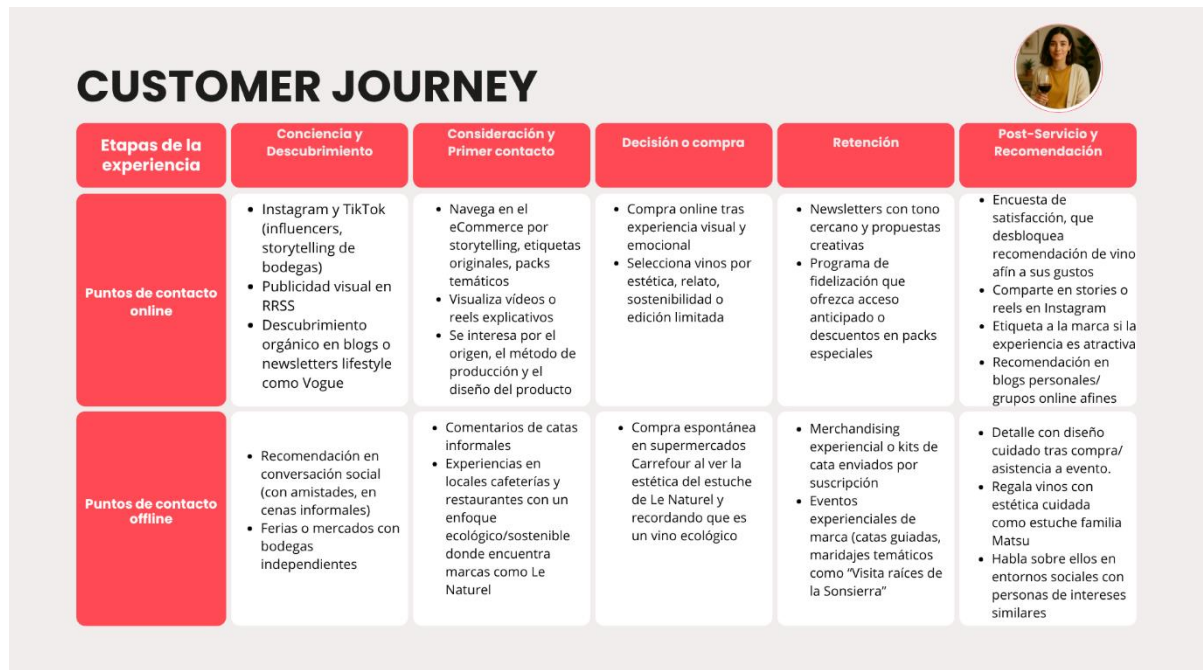 CUSTOMER JOURNEY
Etapas de la
experiencia
Conciencia y
Descubrimiento
Consideración y
Primer contacto
Decisión o compra
Retención
Post-Servicio y
Recomendación
Puntos de contacto
online
• Instagram y TikTok
(influencers,
storytelling de
bodegas)
• Publicidad visual en
RRSS
• Descubrimiento
orgánico en blogs o
newsletters lifestyle
como Vogue
• Navega en el
eCommerce por
storytelling, etiquetas
originales, packs
temáticos
• Visualiza vídeos o
reels explicativos
• Se interesa por el
origen, el método de
producción y el
diseño del producto
• Compra online tras
experiencia visual y
emocional
• Selecciona vinos por
estética, relato,
sostenibilidad o
edición limitada
• Newsletters con tono
cercano y propuestas
creativas
• Programa de
fidelización que
ofrezca acceso
anticipado o
descuentos en packs
especiales
• Encuesta de
satisfacción, que
desbloquea
recomendación de vino
afín a sus gustos
• Comparte en stories o
reels en Instagram
• Etiqueta a la marca si la
experiencia es atractiva
• Recomendación en
blogs personales/
grupos online afines
Puntos de contacto
offline
• Recomendación en
conversación social
(con amistades, en
cenas informales)
• Ferias o mercados con
bodegas
independientes
• Comentarios de catas
informales
• Experiencias en
locales cafeterías y
restaurantes con un
enfoque
ecológico/sostenible
donde encuentra
marcas como Le
Naturel
• Compra espontánea
en supermercados
Carrefour al ver la
estética del estuche
de Le Naturel y
recordando que es
un vino ecológico
• Merchandising
experiencial o kits de
cata enviados por
suscripción
• Eventos
experienciales de
marca (catas guiadas,
maridajes temáticos
como “Visita raíces de
la Sonsierra”
• Detalle con diseño
cuidado tras compra/
asistencia a evento.
• Regala vinos con
estética cuidada
como estuche familia
Matsu
• Habla sobre ellos en
entornos sociales con
personas de intereses
similares